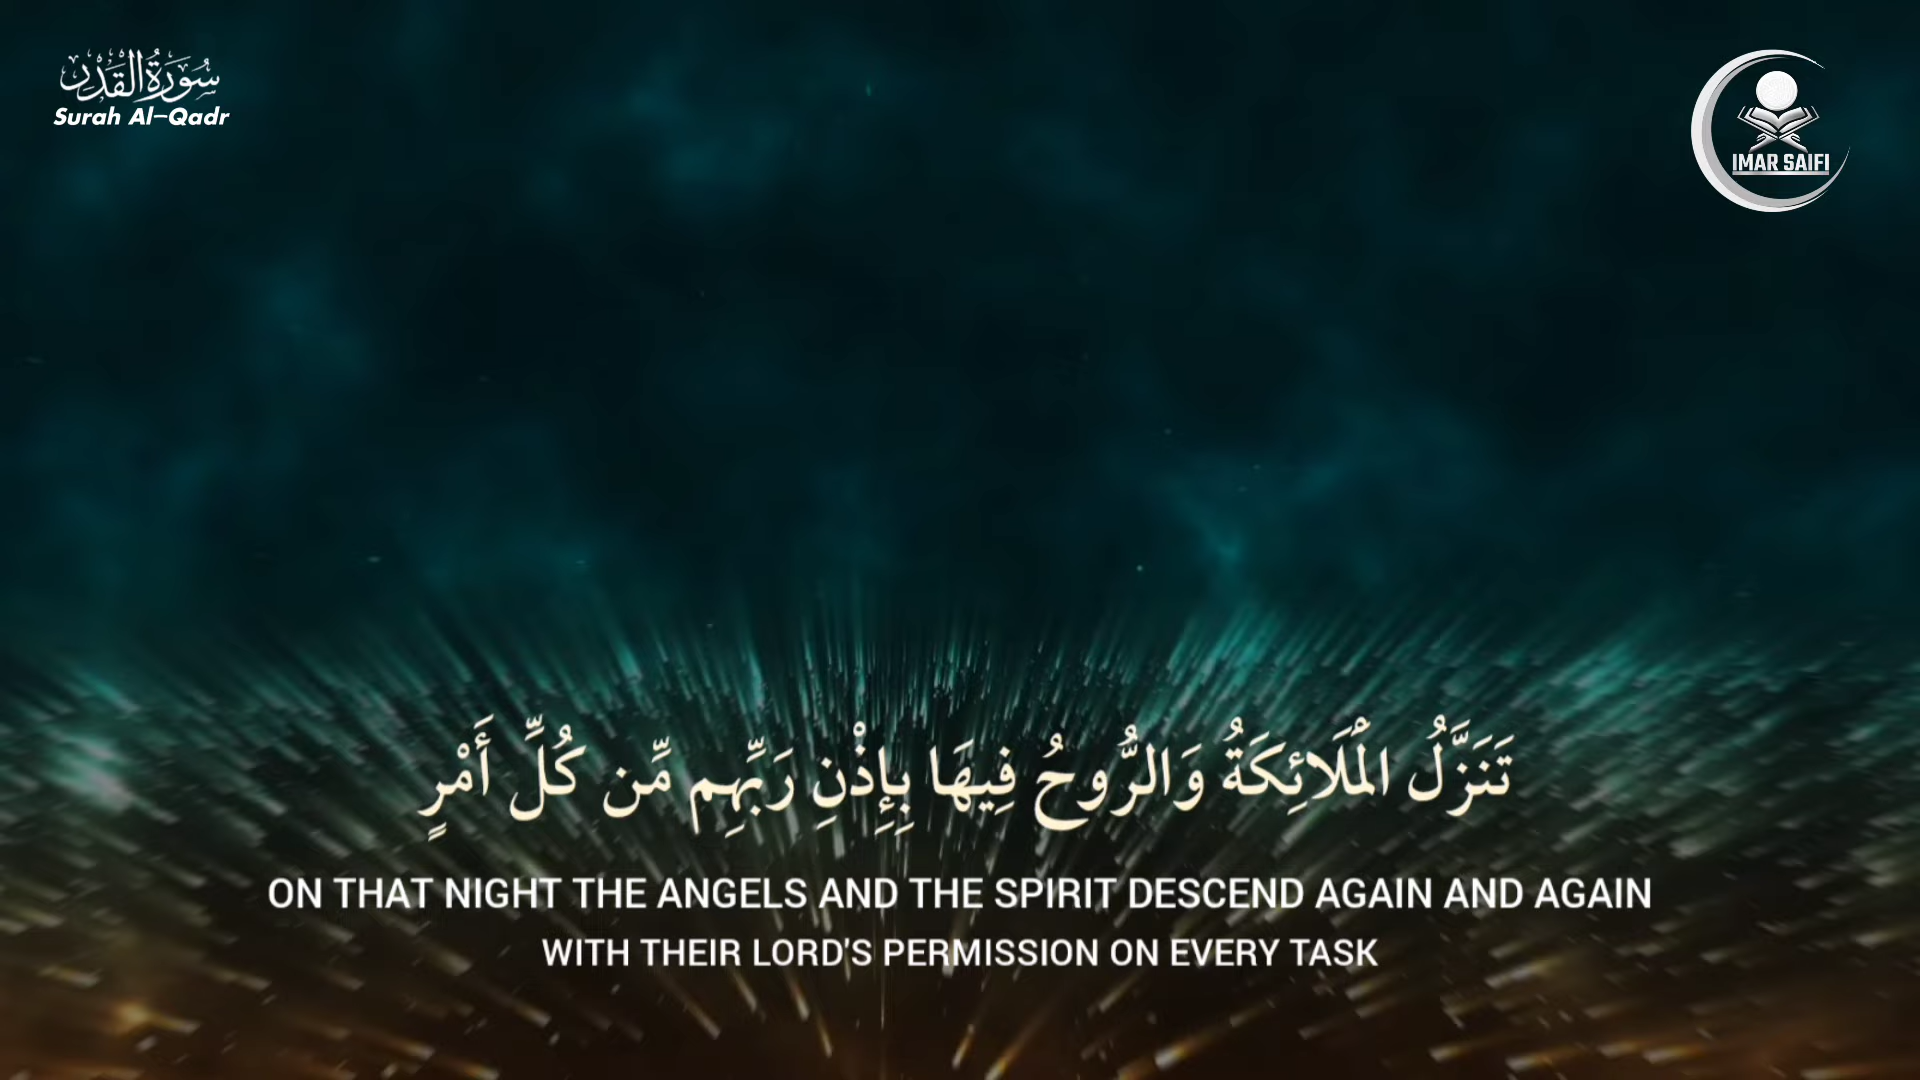 سُورَةُ القَدْر
Surah Al-Qadr
IMAR SAIFI
تَنَزَّلُ الْمَلَائِكَةُ وَالرُّوحُ فِيهَا بِإِذْنِ رَبِّهِم مِّن كُلِّ أَمْرٍ
ON THAT NIGHT THE ANGELS AND THE SPIRIT DESCEND AGAIN AND AGAIN
WITH THEIR LORD'S PERMISSION ON EVERY TASK